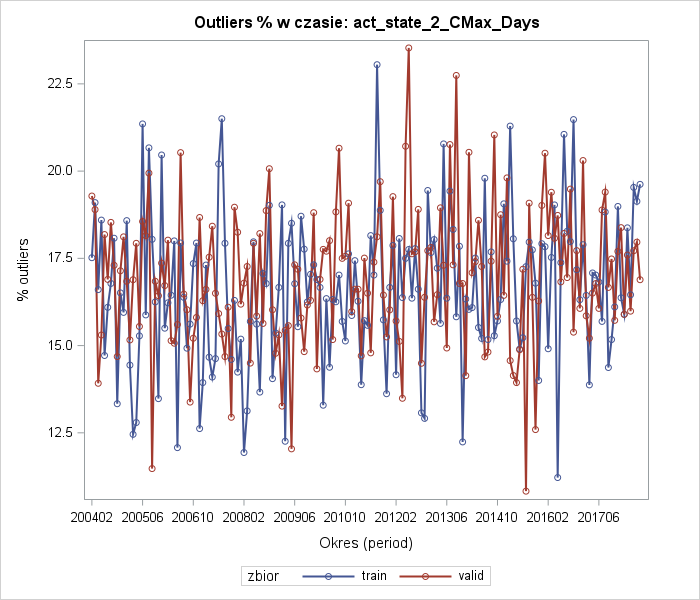 Outliers % w czasie: act_state_2_CMax_Days
% outliers
22.5
20.0
17.5
15.0
12.5
200402 200506 200610 200802 200906 201010 201202 201306 201410 201602 201706
Okres (period)
zbior train valid